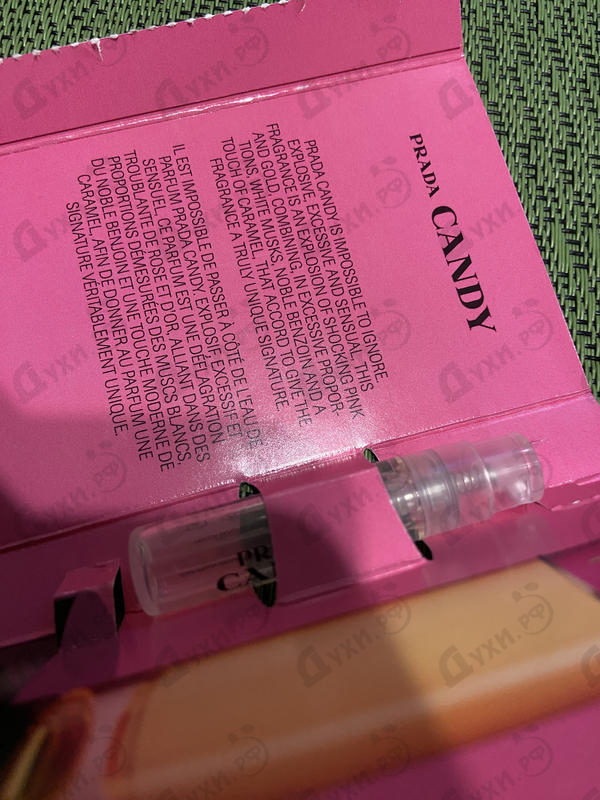 PRADA CANDY
PRADA CANDY IS IMPOSSIBLE TO IGNORE.
EXPLOSIVE, EXCESSIVE AND SENSUAL, THIS
FRAGRANCE IS AN EXPLOSION OF SHOCKING PINK
AND GOLD, COMBINING, IN EXCESSIVE PROPOR-
TIONS, WHITE MUSKS, NOBLE BENZOIN AND A
TOUCH OF CARAMEL, THAT ACCORD TO GIVE THE
FRAGRANCE A TRULY UNIQUE SIGNATURE.
IL EST IMPOSSIBLE DE PASSER À CÔTÉ DE L'EAU DE
PARFUM PRADA CANDY. EXPLOSIF, EXCESSIF ET
SENSUEL, CE PARFUM EST UNE DÉFLAGRATION
TROUBLANTE DE ROSE ET D'OR, ALLIANT DANS DES
PROPORTIONS DÉMESURÉES DES MUSCS BLANCS,
DU NOBLE BENJOIN ET UNE TOUCHE MODERNE DE
CARAMEL, AFIN DE DONNER AU PARFUM UNE
SIGNATURE VÉRITABLEMENT UNIQUE.
PR
CA
Духи.РФ